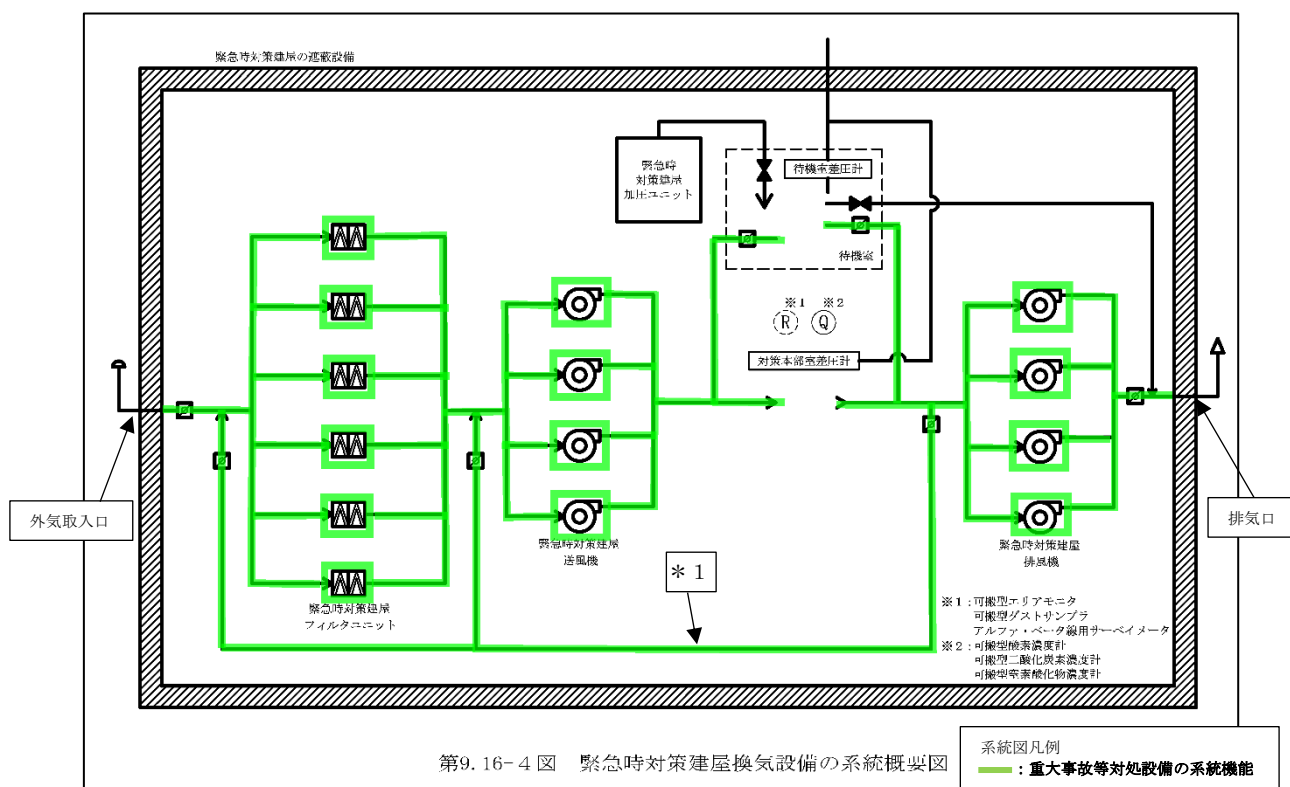 緊急時対策建屋の遮蔽設備
緊急時
対策建屋
加圧ユニット
待機室差圧計
待機室
※1 ※2
R Q
対策本部室差圧計
外気取入口
排気口
緊急時対策建屋
送風機
緊急時対策建屋
排風機
緊急時対策建屋
フィルタユニット
*1
※1:可搬型エリアモニタ
可搬型ダストサンプラ
アルファ・ベータ線用サーベイメータ
※2:可搬型酸素濃度計
可搬型二酸化炭素濃度計
可搬型窒素酸化物濃度計
第9.16-4図 緊急時対策建屋換気設備の系統概要図
系統図凡例
:重大事故等対処設備の系統機能